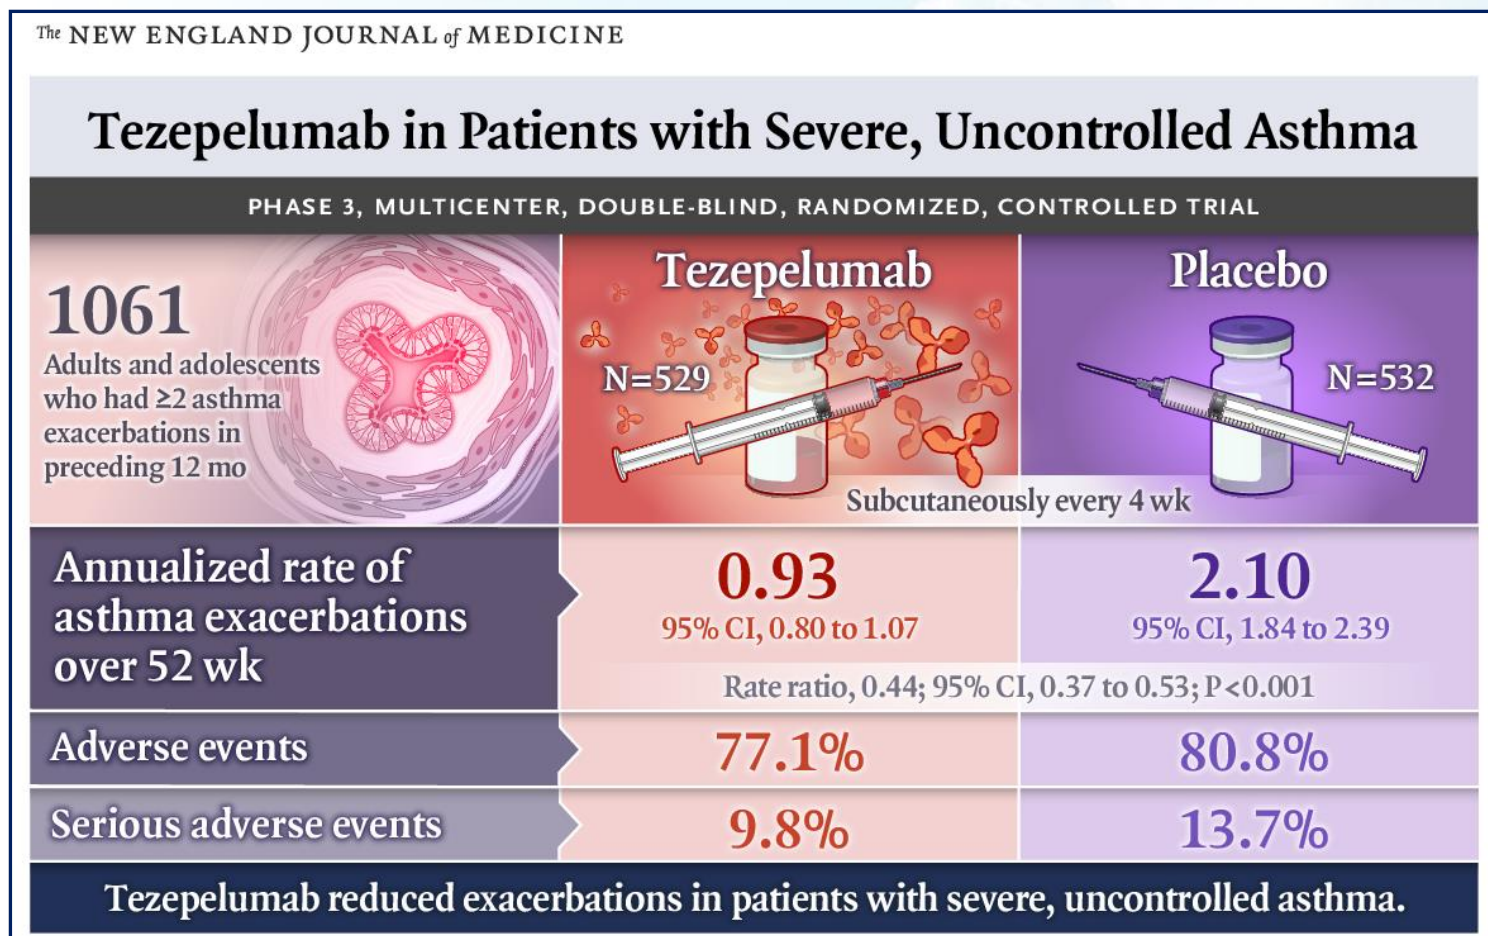 The NEW ENGLAND JOURNAL of MEDICINE
Tezepelumab in Patients with Severe, Uncontrolled Asthma
PHASE 3, MULTICENTER, DOUBLE-BLIND, RANDOMIZED, CONTROLLED TRIAL
1061
Adults and adolescents
who had ≥2 asthma
exacerbations in
preceding 12 mo
Tezepelumab
N=529
Placebo
N=532
Subcutaneously every 4 wk
Annualized rate of
asthma exacerbations
over 52 wk
0.93
95% CI, 0.80 to 1.07
2.10
95% CI, 1.84 to 2.39
Rate ratio, 0.44; 95% CI, 0.37 to 0.53; P<0.001
Adverse events
77.1%
80.8%
Serious adverse events
9.8%
13.7%
Tezepelumab reduced exacerbations in patients with severe, uncontrolled asthma.